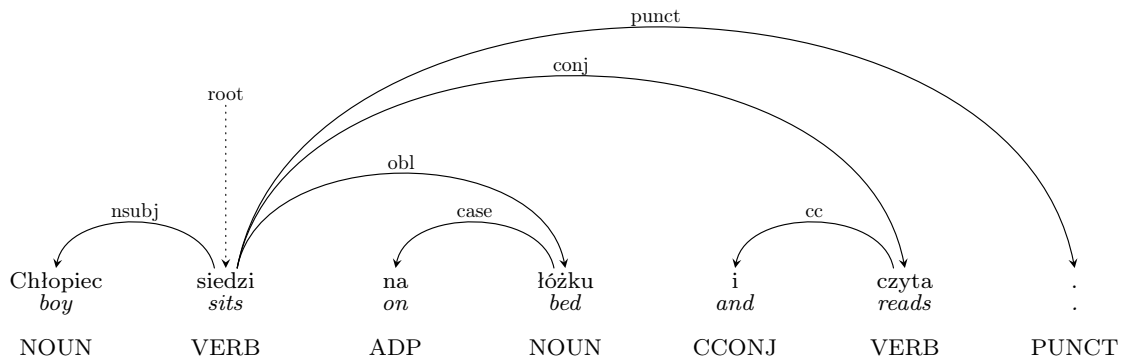 punct
conj
root
obl
nsubj case cc
Chłopiec siedzi na łóżku i czyta .
boy sits on bed and reads .
NOUN VERB ADP NOUN CCONJ VERB PUNCT